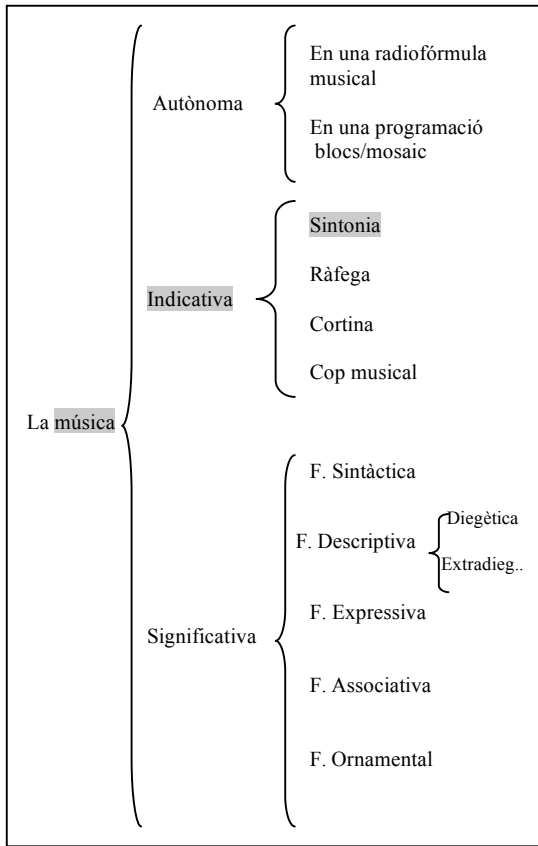 La música
Autònoma
En una radiofórmula
musical
En una programació
blocs/mosaic
Indicativa
Sintonia
Ràfega
Cortina
Cop musical
Significativa
F. Sintàctica
F. Descriptiva
Diegètica
Extradieg..
F. Expressiva
F. Associativa
F. Ornamental